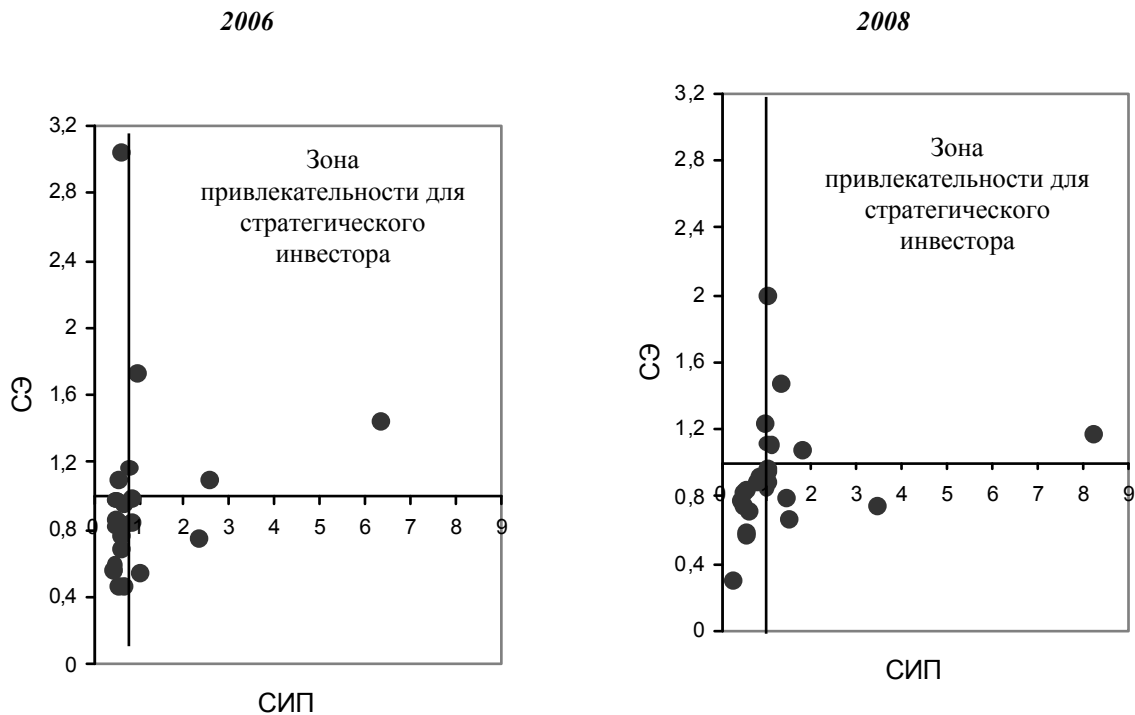 2006
3,2
2,8
2,4
2
1,6
1,2
0,8
0,4
0
СЭ
Зона
привлекательности для
стратегического
инвестора
0 1 2 3 4 5 6 7 8 9
СИП
2008
3,2
2,8
2,4
2
1,6
1,2
0,8
0,4
0
СЭ
Зона
привлекательности для
стратегического
инвестора
0 1 2 3 4 5 6 7 8 9
СИП